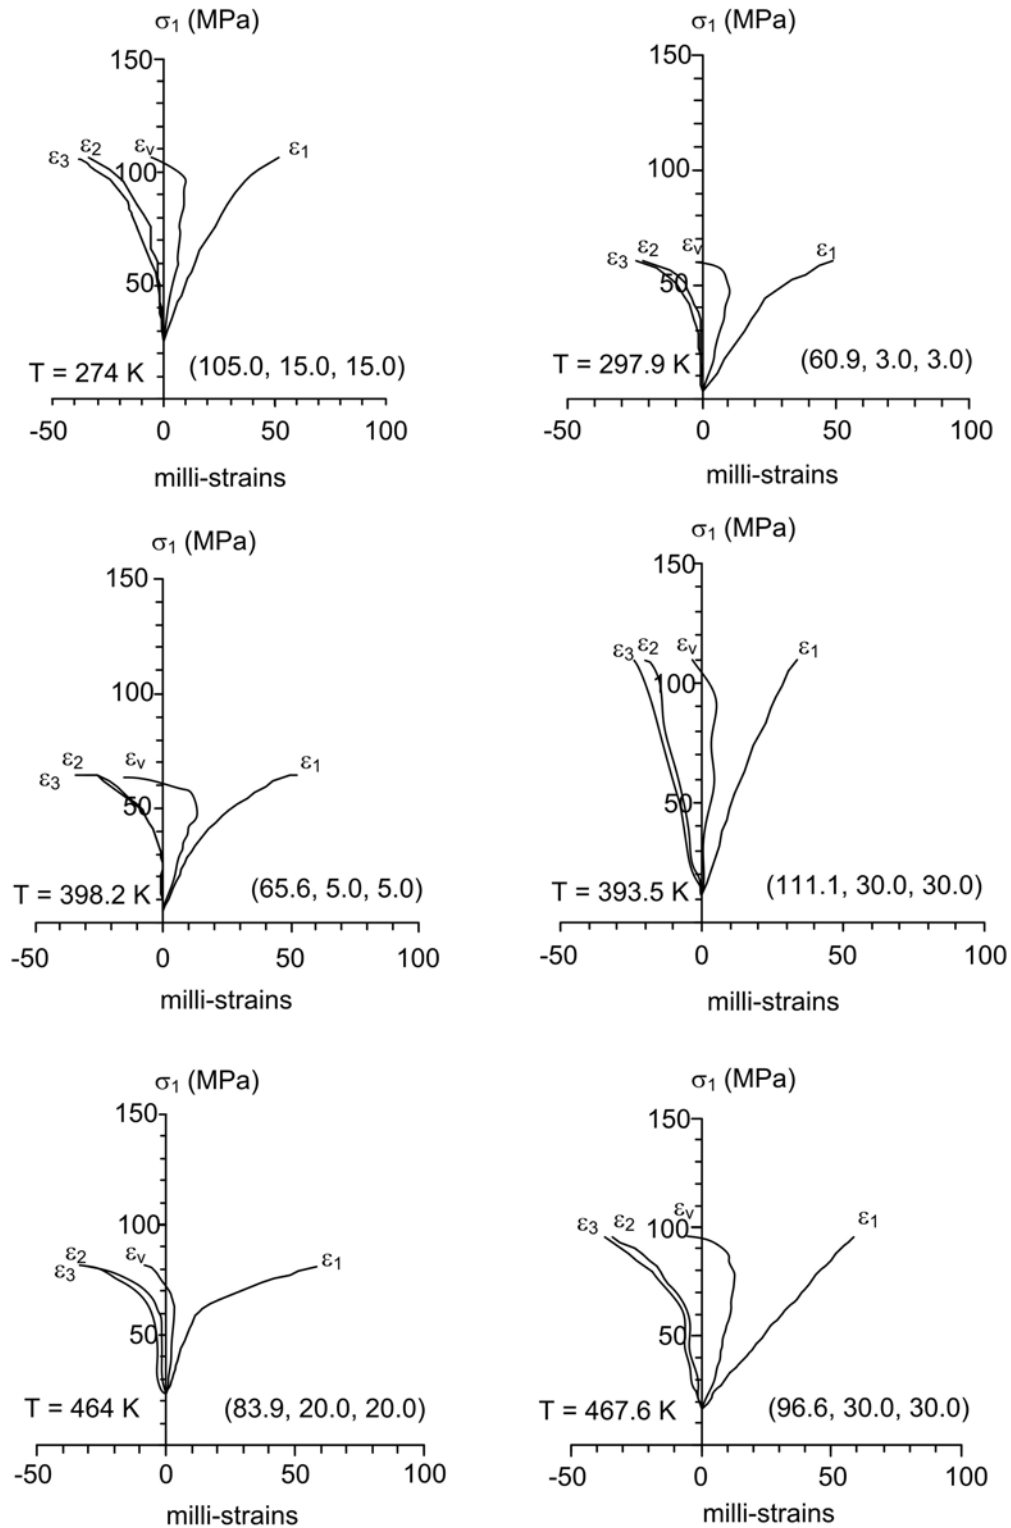 σ1 (MPa)
150
100
50
ε3 ε2 εv ε1
T = 274 K (105.0, 15.0, 15.0)
-50 0 50 100
milli-strains
σ1 (MPa)
150
100
50
ε3 ε2 εv ε1
T = 297.9 K (60.9, 3.0, 3.0)
-50 0 50 100
milli-strains
σ1 (MPa)
150
100
50
ε3 ε2 εv ε1
T = 398.2 K (65.6, 5.0, 5.0)
-50 0 50 100
milli-strains
σ1 (MPa)
150
100
50
ε3 ε2 εv ε1
T = 393.5 K (111.1, 30.0, 30.0)
-50 0 50 100
milli-strains
σ1 (MPa)
150
100
50
ε3 ε2 εv ε1
T = 464 K (83.9, 20.0, 20.0)
-50 0 50 100
milli-strains
σ1 (MPa)
150
100
50
ε3 ε2 εv ε1
T = 467.6 K (96.6, 30.0, 30.0)
-50 0 50 100
milli-strains